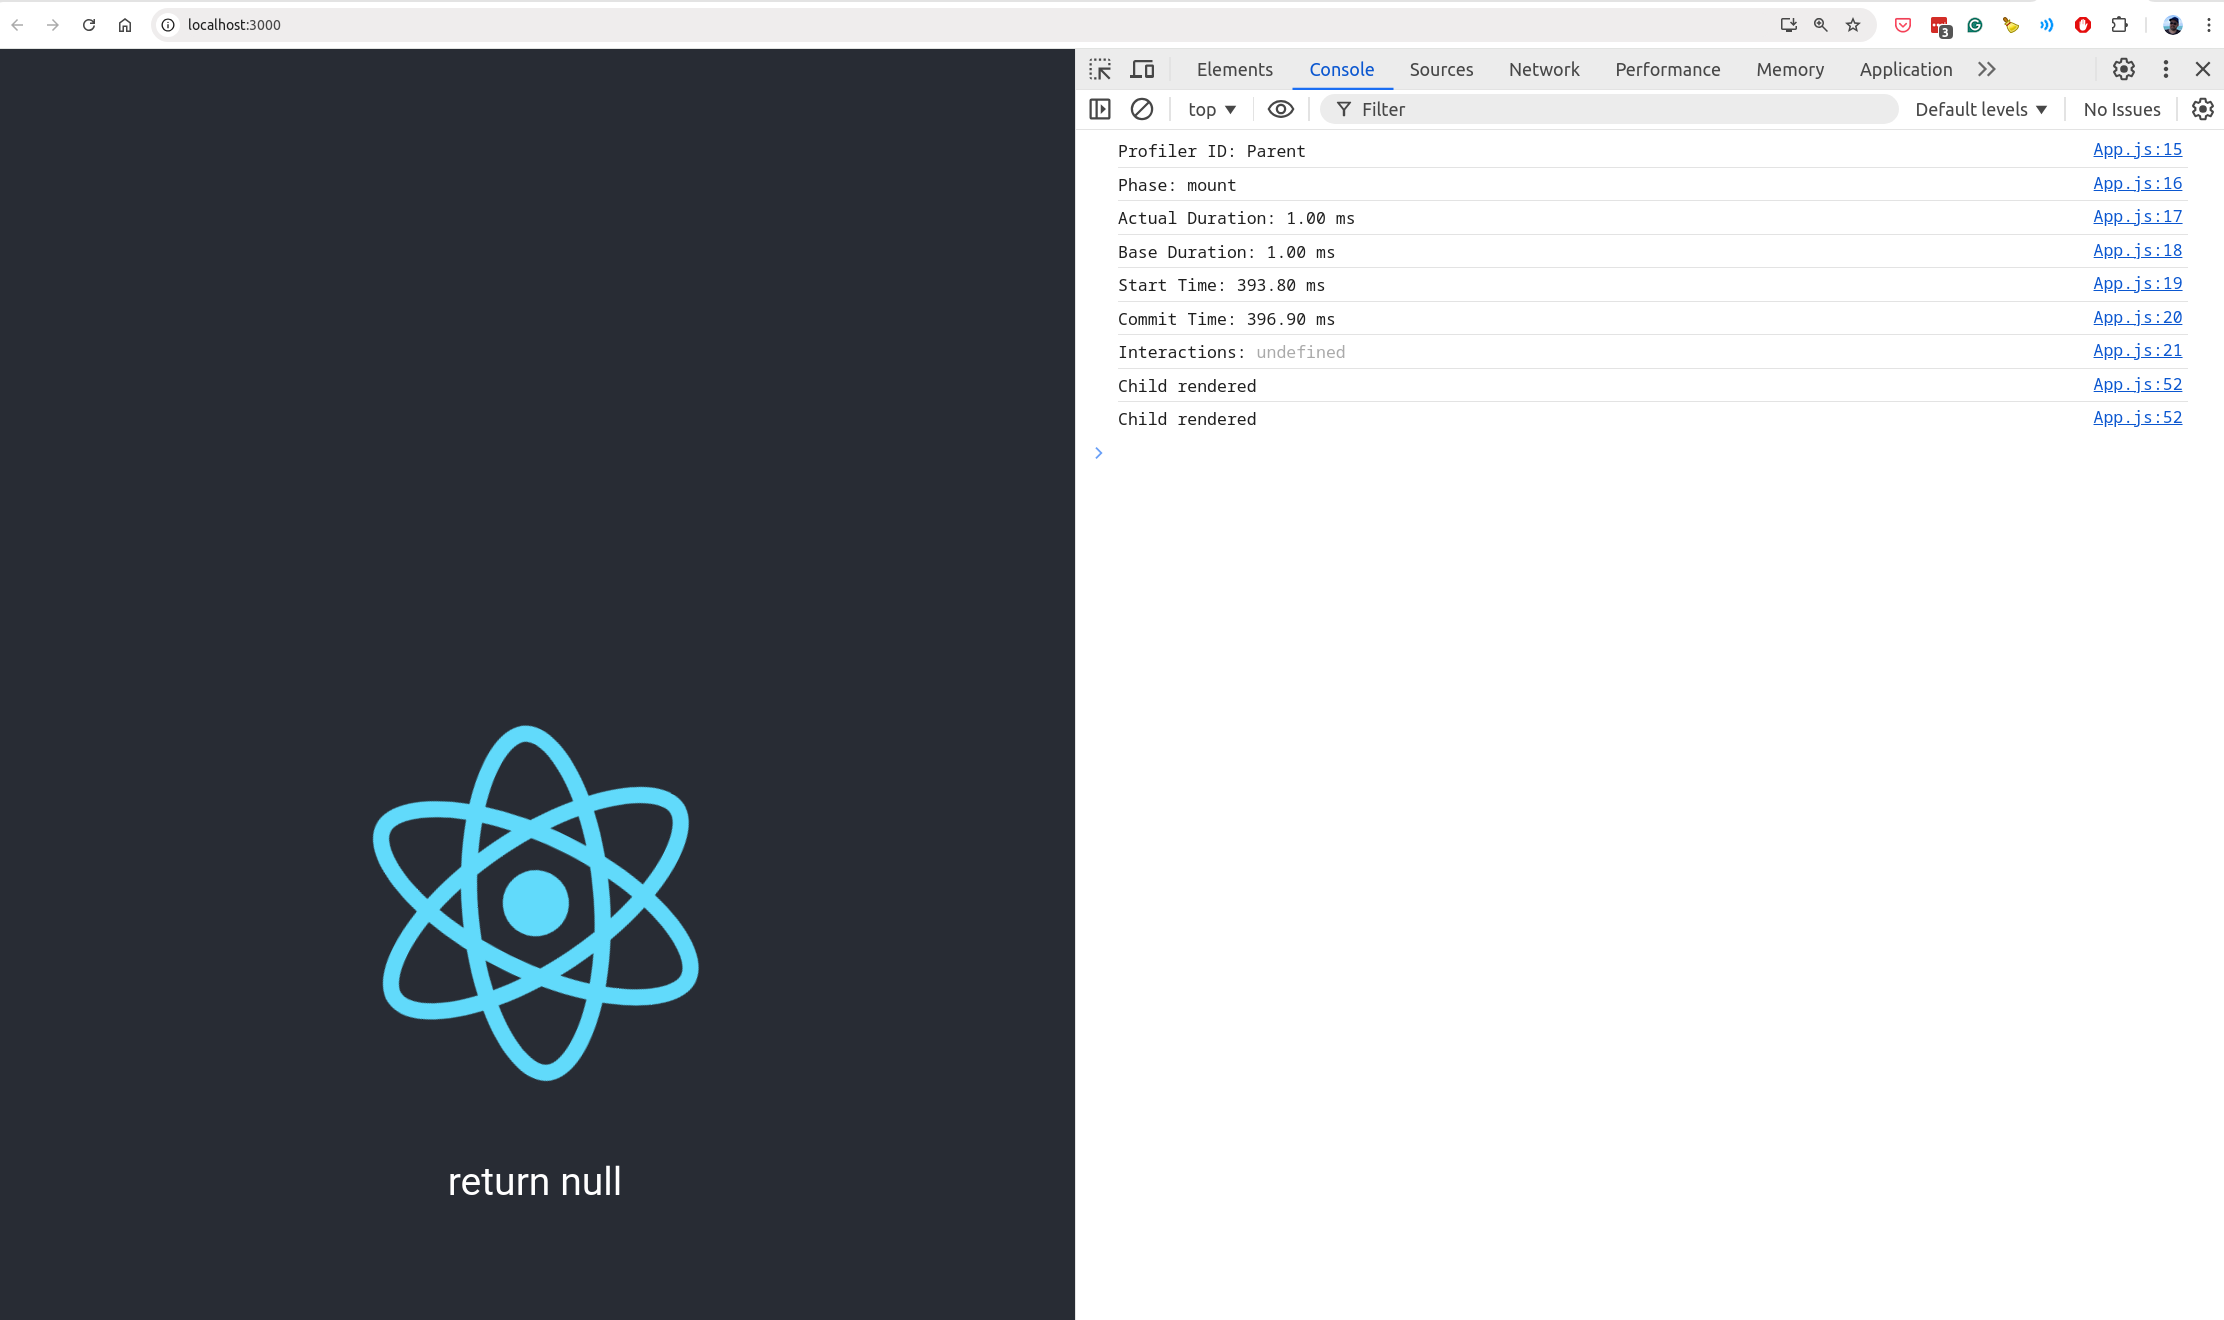 localhost:3000
3
Elements Console Sources Network Performance Memory Application
top Filter Default levels No Issues
Profiler ID: Parent App.js:15
Phase: mount App.js:16
Actual Duration: 1.00 ms App.js:17
Base Duration: 1.00 ms App.js:18
Start Time: 393.80 ms App.js:19
Commit Time: 396.90 ms App.js:20
Interactions: undefined App.js:21
Child rendered App.js:52
Child rendered App.js:52
return null